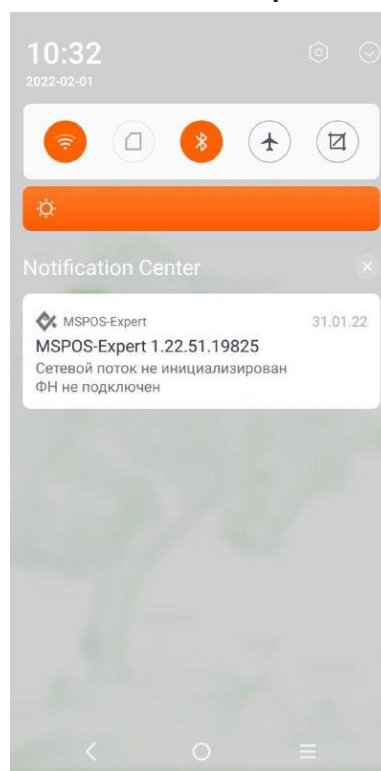 10:32
2022-02-01
Notification Center
MSPOS-Expert 31.01.22
MSPOS-Expert 1.22.51.19825
Сетевой поток не инициализирован
ФН не подключен